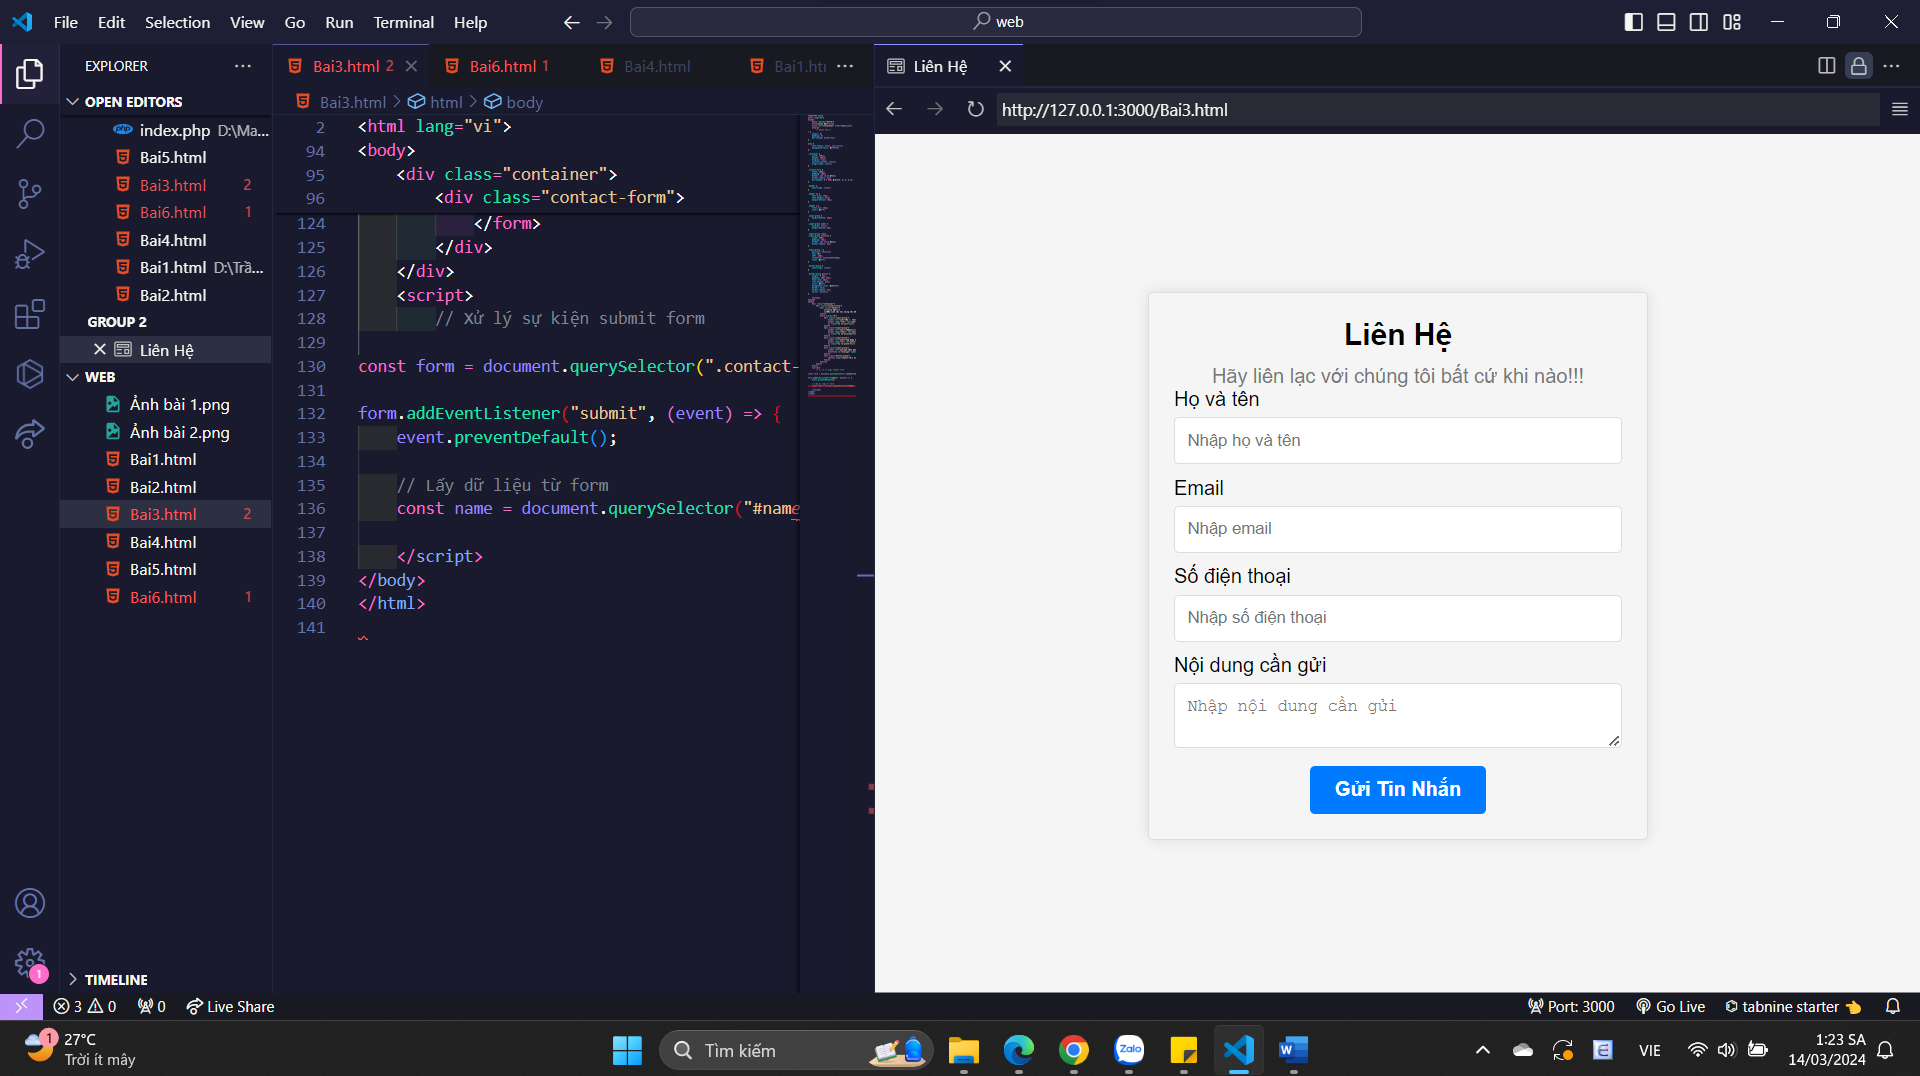 File Edit Selection View Go Run Terminal Help
web
EXPLORER
OPEN EDITORS
index.php D:\Ma...
Bai5.html
Bai3.html 2
Bai6.html 1
Bai4.html
Bai1.html D:\Trầ...
Bai2.html
GROUP 2
Liên Hệ
WEB
Ảnh bài 1.png
Ảnh bài 2.png
Bai1.html
Bai2.html
Bai3.html 2
Bai4.html
Bai5.html
Bai6.html 1
TIMELINE
Bai3.html 2 Bai6.html 1 Bai4.html Bai1.ht
Bai3.html > html > body
2 <html lang="vi">
94 <body>
95 <div class="container">
96 <div class="contact-form">
124 </form>
125 </div>
126 </div>
127 <script>
128 // Xử lý sự kiện submit form
129
130 const form = document.querySelector(".contact-
131
132 form.addEventListener("submit", (event) => {
133 event.preventDefault();
134
135 // Lấy dữ liệu từ form
136 const name = document.querySelector("#name
137
138 </script>
139 </body>
140 </html>
141
Liên Hệ
http://127.0.0.1:3000/Bai3.html
Liên Hệ
Hãy liên lạc với chúng tôi bất cứ khi nào!!!
Họ và tên
Nhập họ và tên
Email
Nhập email
Số điện thoại
Nhập số điện thoại
Nội dung cần gửi
Nhập nội dung cần gửi
Gửi Tin Nhắn
1
3 0 0 Live Share
Port: 3000 Go Live tabnine starter
1
27°C
Trời ít mây
Tìm kiếm
Zalo
VIE
1:23 SA
14/03/2024